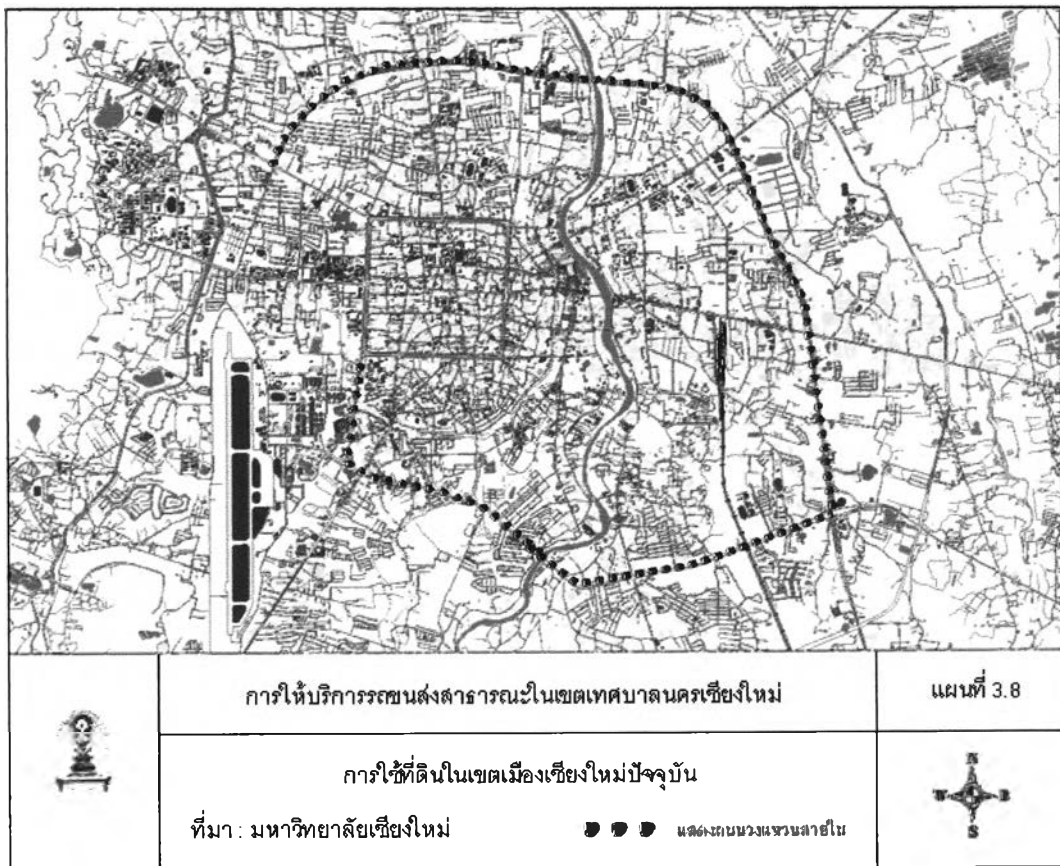 การให้บริการรถขนส่งสาธารณะในเขตเทศบาลนครเชียงใหม่
แผนที่ 3.8
การใช้ที่ดินในเขตเมืองเชียงใหม่ปัจจุบัน
ที่มา : มหาวิทยาลัยเชียงใหม่
แสดงถนนวงแหวนสายใน
N
W E
S